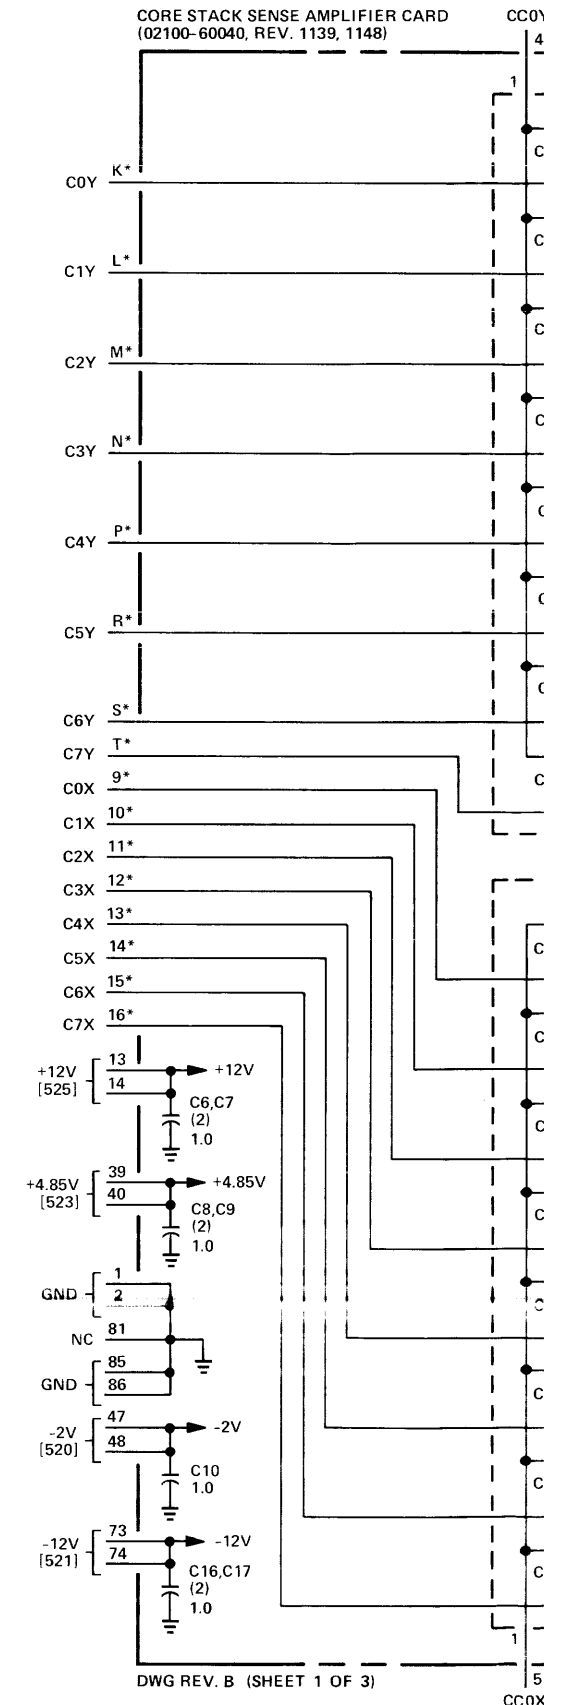 CORE STACK SENSE AMPLIFIER CARD
(02100-60040, REV. 1139, 1148)
CC0Y
4
1
C
C0Y K*
C
C1Y L*
C
C2Y M*
C
C3Y N*
C
C4Y P*
C
C5Y R*
C
C6Y S*
C7Y T*
C
C0X 9*
C1X 10*
C2X 11*
C3X 12*
C4X 13*
C
C5X 14*
C6X 15*
C7X 16*
C
+12V [525] 13 14
+12V
C6,C7
(2)
1.0
C
+4.85V [523] 39 40
+4.85V
C8,C9
(2)
1.0
C
GND 1 2
C
NC 81
GND 85 86
C
-2V [520] 47 48
-2V
C10
1.0
C
-12V [521] 73 74
-12V
C16,C17
(2)
1.0
C
1
DWG REV. B (SHEET 1 OF 3)
5
CC0X